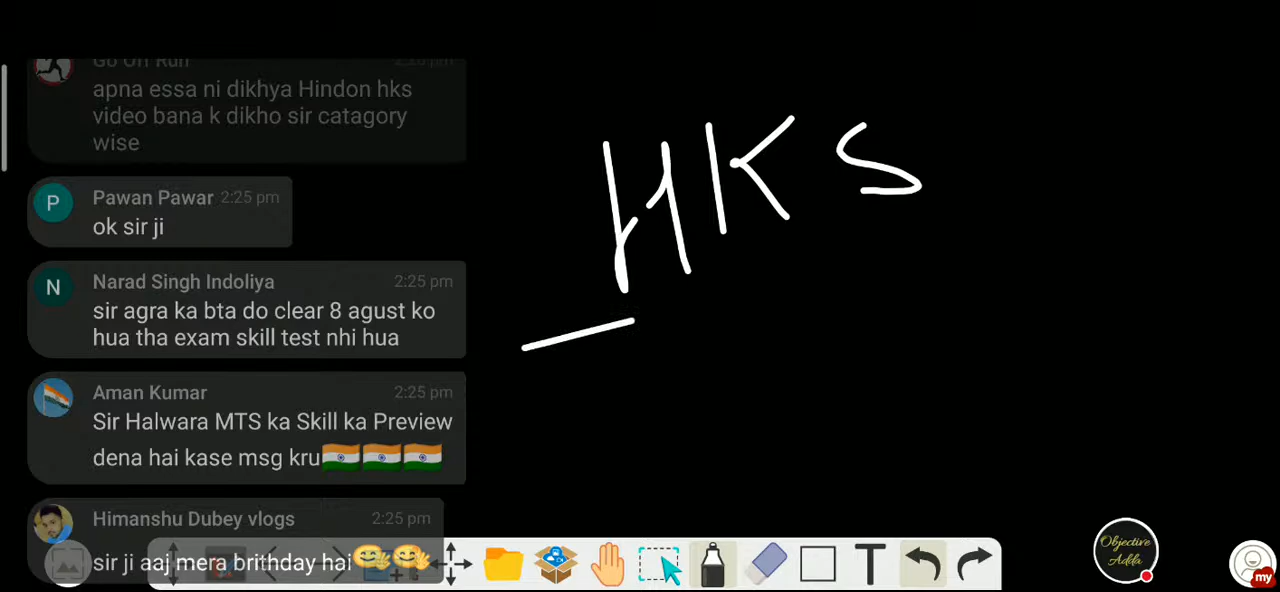 Go On Run
apna essa ni dikhya Hindon hks
video bana k dikho sir catagory
wise
Pawan Pawar 2:25 pm
ok sir ji
Narad Singh Indoliya 2:25 pm
sir agra ka bta do clear 8 agust ko
hua tha exam skill test nhi hua
Aman Kumar 2:25 pm
Sir Halwara MTS ka Skill ka Preview
dena hai kase msg kru
Himanshu Dubey vlogs 2:25 pm
sir ji aaj mera brithday hai
HKS
P
N
T
Objective
Adda
my